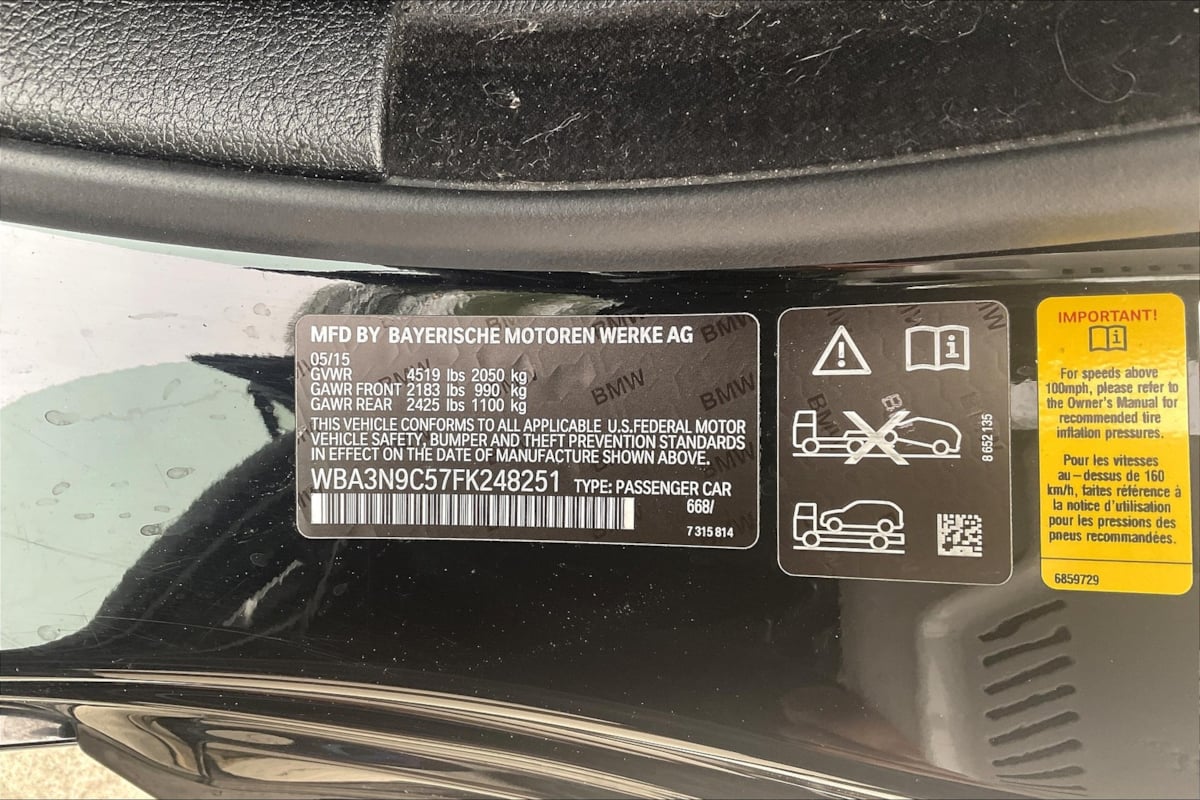 MFD BY BAYERISCHE MOTOREN WERKE AG
05/15
GVWR 4519 lbs 2050 kg
GAWR FRONT 2183 lbs 990 kg
GAWR REAR 2425 lbs 1100 kg
THIS VEHICLE CONFORMS TO ALL APPLICABLE U.S.FEDERAL MOTOR
VEHICLE SAFETY, BUMPER AND THEFT PREVENTION STANDARDS
IN EFFECT ON THE DATE OF MANUFACTURE SHOWN ABOVE.
WBA3N9C57FK248251 TYPE: PASSENGER CAR
668/
7 315 814
BMW
BMW
BMW
BMW
8 652 135
IMPORTANT!
For speeds above
100mph, please refer to
the Owner's Manual for
recommended tire
inflation pressures.
Pour les vitesses
au-dessus de 160
km/h, faites référence à
la notice d'utilisation
pour les pressions des
pneus recommandées.
6859729